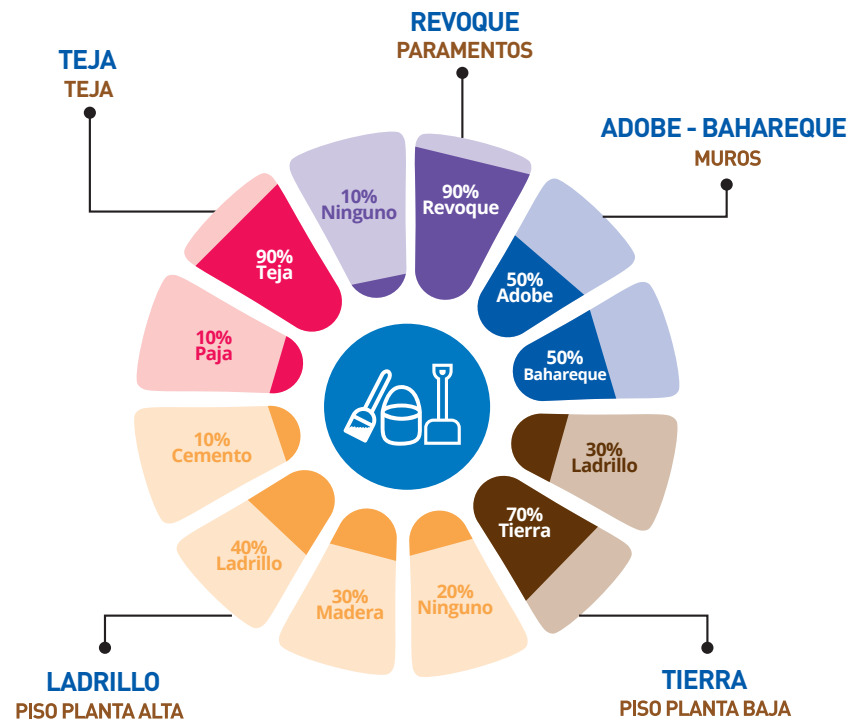 REVOQUE
PARAMENTOS
TEJA
TEJA
ADOBE - BAHAREQUE
MUROS
10%
Ninguno
90%
Revoque
90%
Teja
50%
Adobe
10%
Paja
50%
Bahareque
10%
Cemento
30%
Ladrillo
40%
Ladrillo
70%
Tierra
30%
Madera
20%
Ninguno
LADRILLO
PISO PLANTA ALTA
TIERRA
PISO PLANTA BAJA